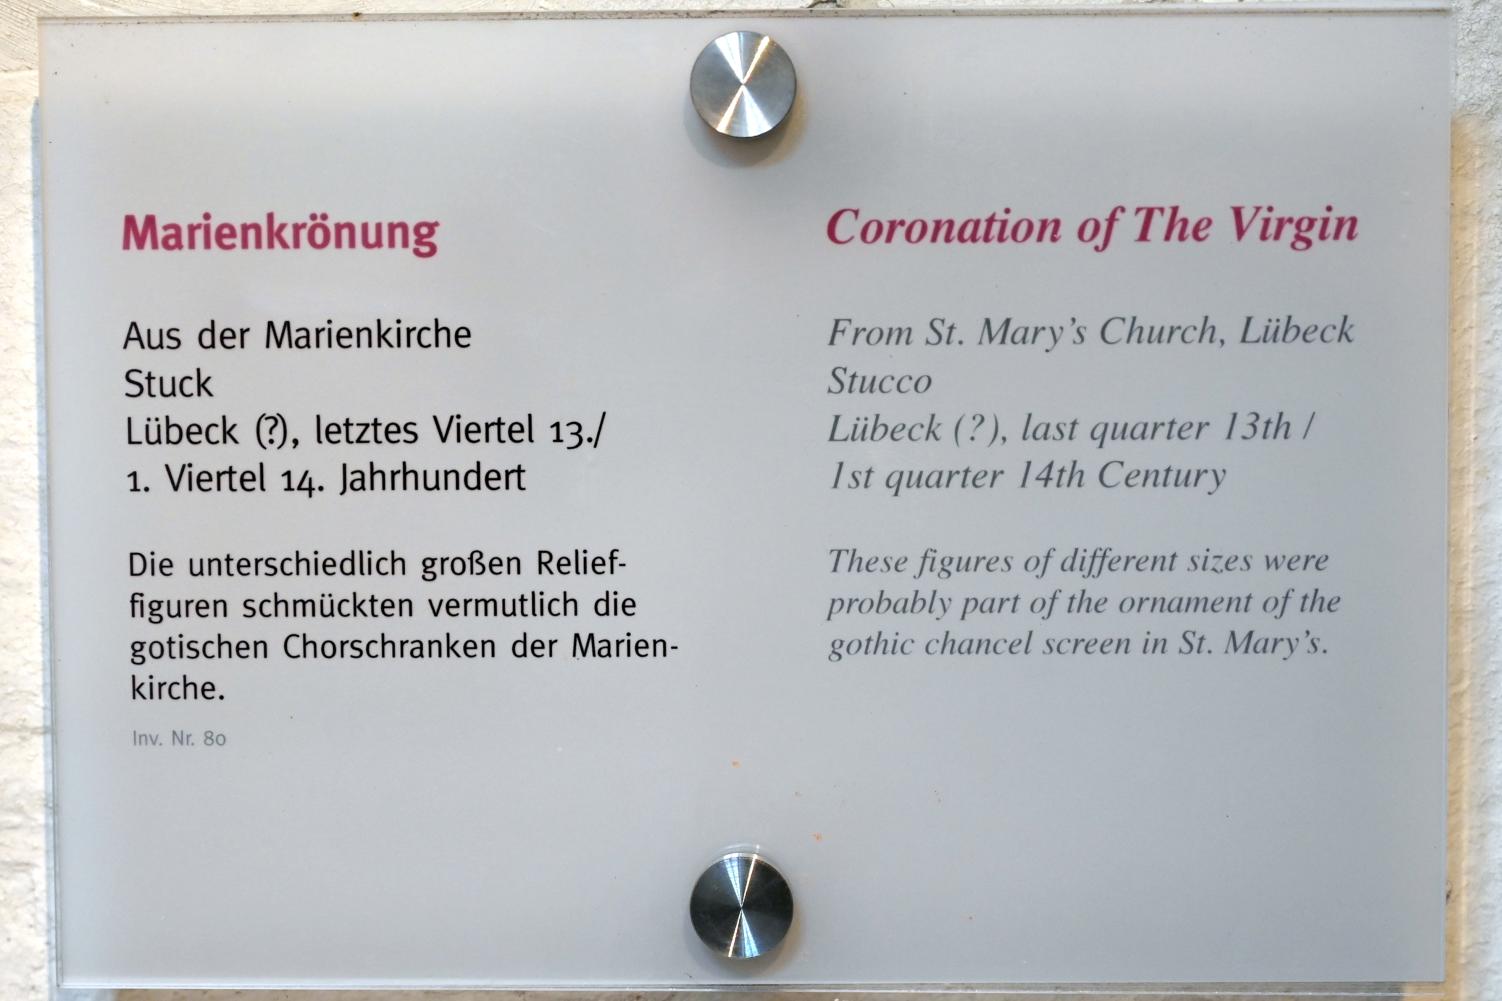 Marienkrönung
Aus der Marienkirche
Stuck
Lübeck (?), letztes Viertel 13./
1. Viertel 14. Jahrhundert
Die unterschiedlich großen Relief-
figuren schmückten vermutlich die
gotischen Chorschranken der Marien-
kirche.
Inv. Nr. 80
Coronation of The Virgin
From St. Mary's Church, Lübeck
Stucco
Lübeck (?), last quarter 13th /
1st quarter 14th Century
These figures of different sizes were
probably part of the ornament of the
gothic chancel screen in St. Mary's.